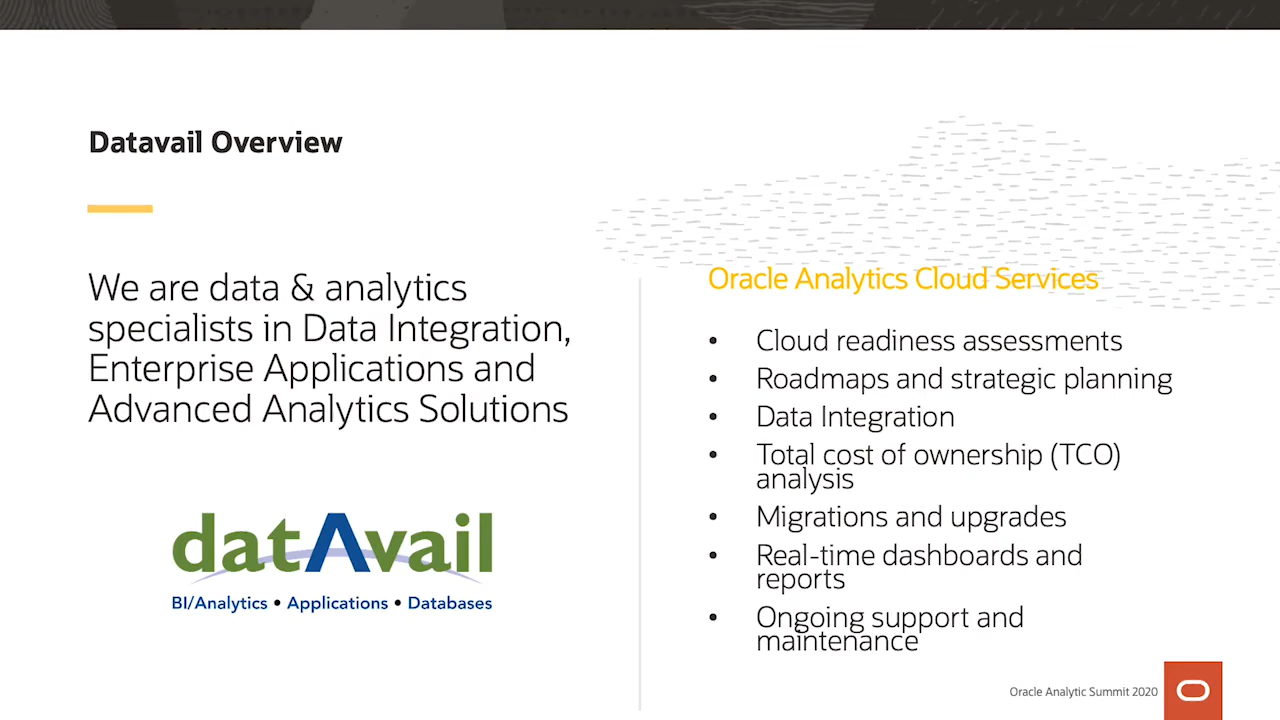 Datavail Overview
We are data & analytics
specialists in Data Integration,
Enterprise Applications and
Advanced Analytics Solutions
datAvail
BI/Analytics • Applications • Databases
Oracle Analytics Cloud Services
• Cloud readiness assessments
• Roadmaps and strategic planning
• Data Integration
• Total cost of ownership (TCO)
analysis
• Migrations and upgrades
• Real-time dashboards and
reports
• Ongoing support and
maintenance
Oracle Analytic Summit 2020